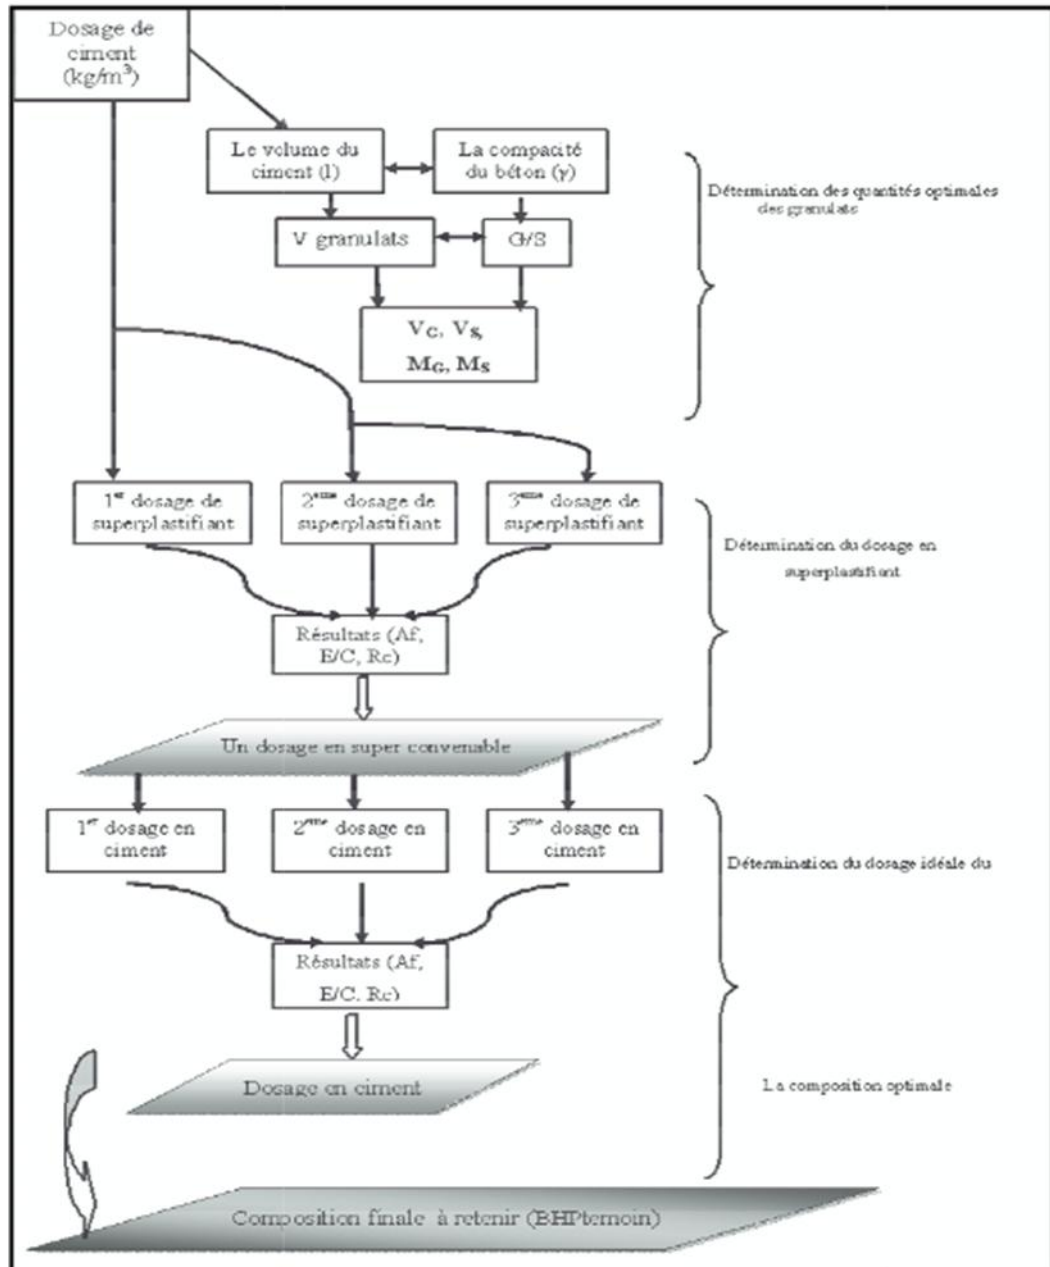 Dosage de
ciment
(kg/m³)
Le volume du
ciment (l)
La compacité
du béton (γ)
Détermination des quantités optimales
des granulats
V granulats
G/S
Vc, Vs,
MG, Ms
1er dosage de
superplastifiant
2ème dosage de
superplastifiant
3ème dosage de
superplastifiant
Détermination du dosage en
superplastifiant
Résultats (Af,
E/C, Rc)
Un dosage en super convenable
1er dosage en
ciment
2ème dosage en
ciment
3ème dosage en
ciment
Détermination du dosage idéale du
Résultats (Af,
E/C. Rc)
Dosage en ciment
La composition optimale
Composition finale à retenir (BHPtemoin)